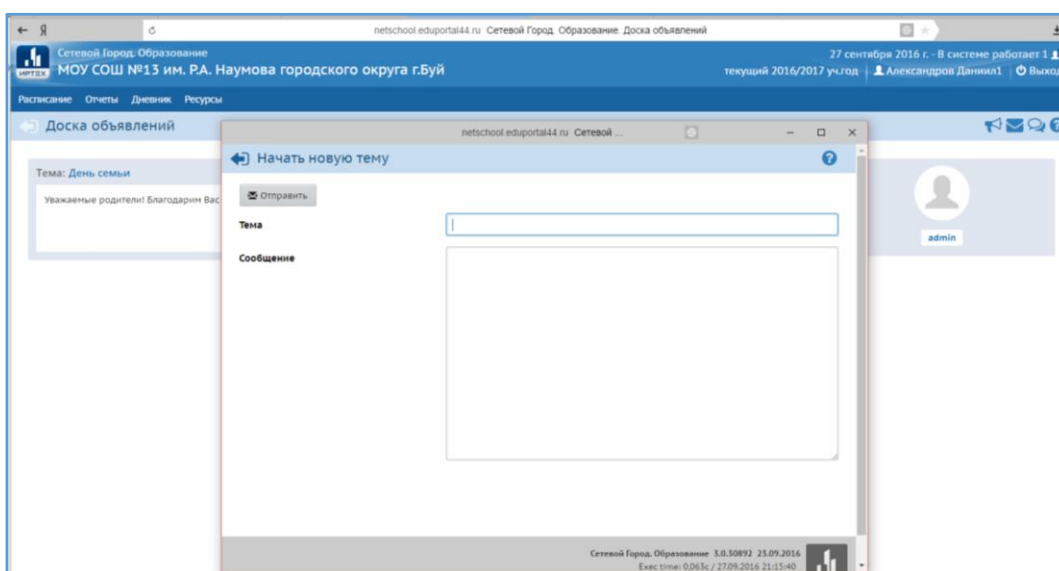 Я
netschool.eduportal44.ru Сетевой Город. Образование. Доска объявлений
Сетевой Город. Образование
27 сентября 2016 г. - В системе работает 1
ИРТЕХ
МОУ СОШ №13 им. Р.А. Наумова городского округа г.Буй
текущий 2016/2017 уч.год Александров Даниил1 Выход
Расписание Отчеты Дневник Ресурсы
Доска объявлений
netschool.eduportal44.ru Сетевой ...
Начать новую тему
Тема: День семьи
Уважаемые родители! Благодарим Вас
Отправить
Тема
Сообщение
admin
Сетевой Город. Образование 3.0.30892 23.09.2016
Exec time: 0,063с / 27.09.2016 21:15:40